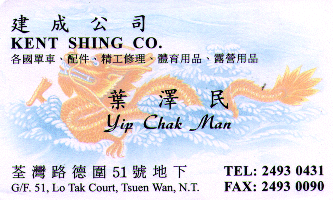 建成公司
KENT SHING CO.
各國單車、配件、精工修理、體育用品、露營用品
葉澤民
Yip Chak Man
荃灣路德圍51號地下
G/F. 51, Lo Tak Court, Tsuen Wan, N.T.
TEL: 2493 0431
FAX: 2493 0090